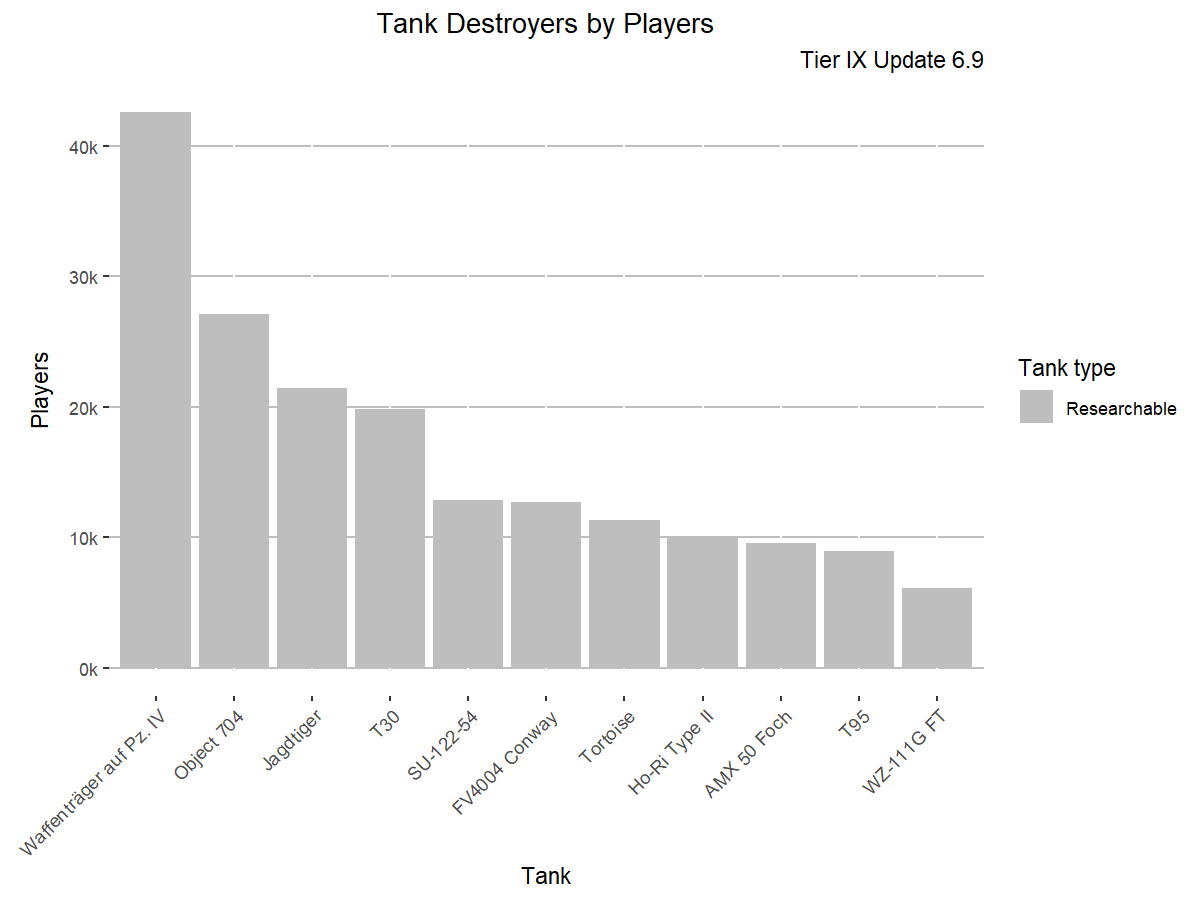 Tank Destroyers by Players
Tier IX Update 6.9
Players
40k
30k
20k
10k
0k
Waffenträger auf Pz. IV
Object 704
Jagdtiger
T30
SU-122-54
FV4004 Conway
Tortoise
Ho-Ri Type II
AMX 50 Foch
T95
WZ-111G FT
Tank
Tank type
Researchable